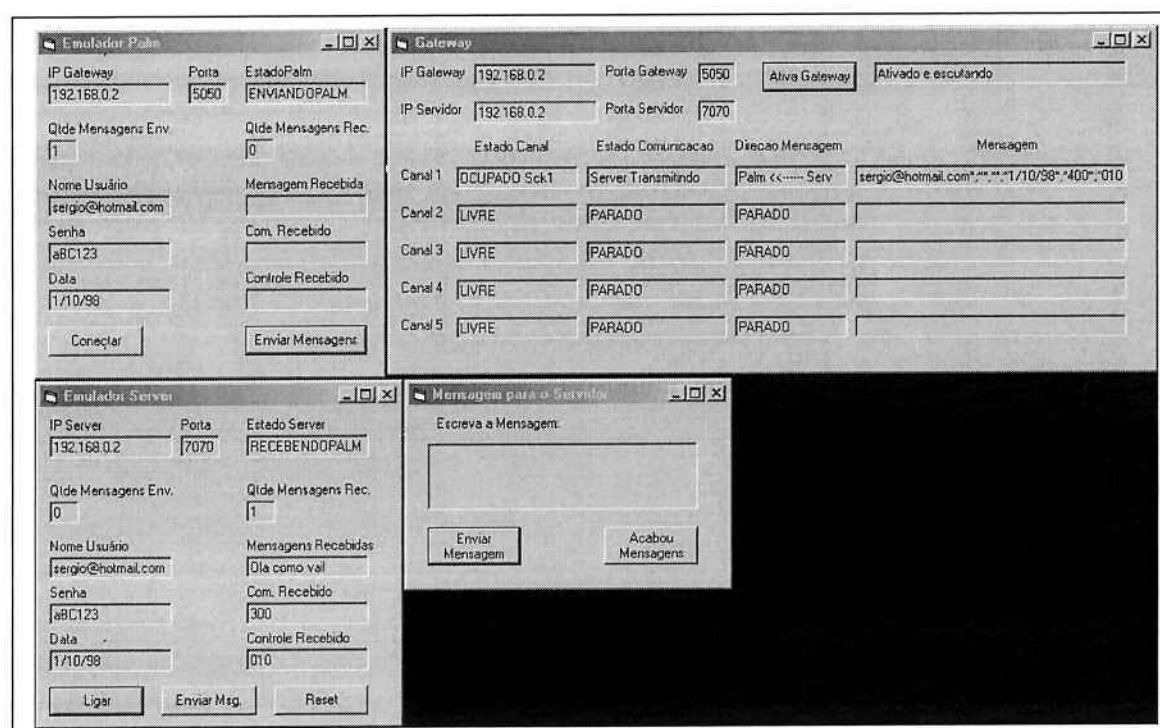 Emulador Palm
IP Gateway Porta EstadoPalm
192.168.0.2 5050 ENVIANDOPALM
Qtde Mensagens Env. Qtde Mensagens Rec.
1 0
Nome Usuário Mensagem Recebida
sergio@hotmail.com
Senha Com. Recebido
aBC123
Data Controle Recebido
1/10/98
Conectar Enviar Mensagens
Gateway
IP Gateway 192.168.0.2 Porta Gateway 5050 Ativa Gateway Ativado e escutando
IP Servidor 192.168.0.2 Porta Servidor 7070
Estado Canal Estado Comunicacao Direcao Mensagem Mensagem
Canal 1 OCUPADO Sck1 Server Transmitindo Palm <<----- Serv sergio@hotmail.com","","","1/10/98","400","010
Canal 2 LIVRE PARADO PARADO
Canal 3 LIVRE PARADO PARADO
Canal 4 LIVRE PARADO PARADO
Canal 5 LIVRE PARADO PARADO
Emulador Server
IP Server Porta Estado Server
192.168.0.2 7070 RECEBENDOPALM
Qtde Mensagens Env. Qtde Mensagens Rec.
0 1
Nome Usuário Mensagens Recebidas
sergio@hotmail.com Ola como vai
Senha Com. Recebido
aBC123 300
Data Controle Recebido
1/10/98 010
Ligar Enviar Msg. Reset
Mensagem para o Servidor
Escreva a Mensagem:
Enviar Mensagem Acabou Mensagens